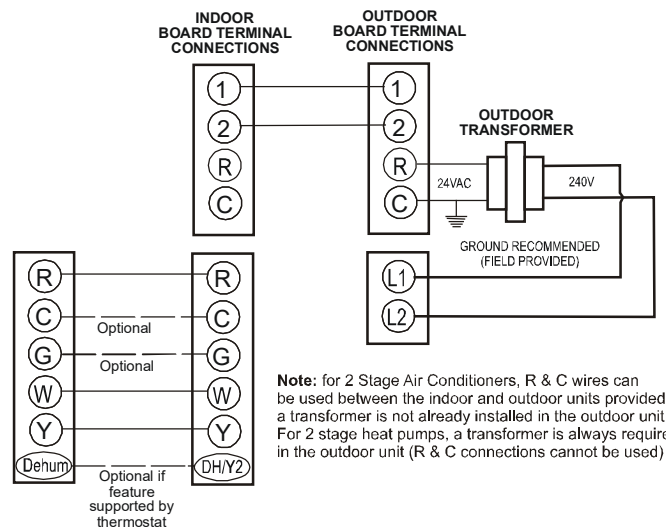 INDOOR
BOARD TERMINAL
CONNECTIONS
OUTDOOR
BOARD TERMINAL
CONNECTIONS
1
2
R
C
1
2
R
C
OUTDOOR
TRANSFORMER
24VAC
240V
GROUND RECOMMENDED
(FIELD PROVIDED)
L1
L2
R
C
G
W
Y
Dehum
Optional
Optional
Optional if
feature
supported by
thermostat
R
C
G
W
Y
DH/Y2
Note: for 2 Stage Air Conditioners, R & C wires can
be used between the indoor and outdoor units provided
a transformer is not already installed in the outdoor unit
For 2 stage heat pumps, a transformer is always require
in the outdoor unit (R & C connections cannot be used)